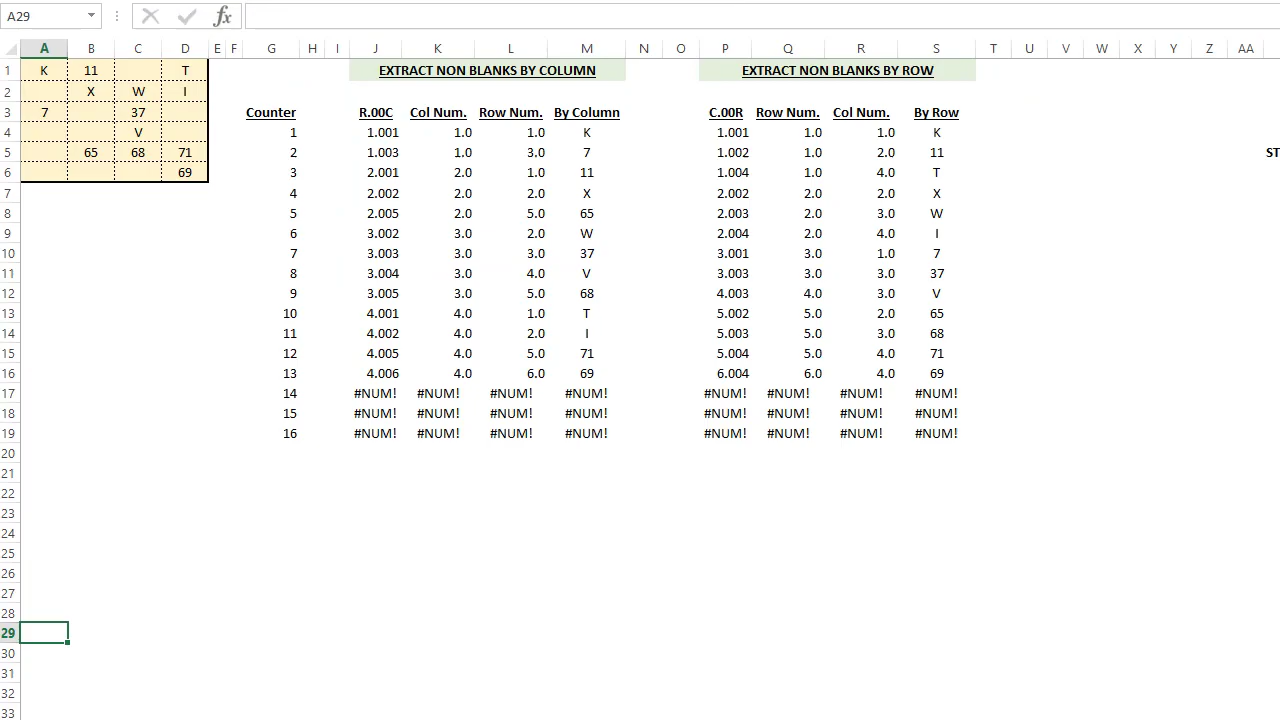 A29 fx
A B C D E F G H I J K L M N O P Q R S T U V W X Y Z AA
1 K 11 T EXTRACT NON BLANKS BY COLUMN EXTRACT NON BLANKS BY ROW
2 X W I
3 7 37 Counter R.00C Col Num. Row Num. By Column C.00R Row Num. Col Num. By Row
4 V 1 1.001 1.0 1.0 K 1.001 1.0 1.0 K
5 65 68 71 2 1.003 1.0 3.0 7 1.002 1.0 2.0 11 ST
6 69 3 2.001 2.0 1.0 11 1.004 1.0 4.0 T
7 4 2.002 2.0 2.0 X 2.002 2.0 2.0 X
8 5 2.005 2.0 5.0 65 2.003 2.0 3.0 W
9 6 3.002 3.0 2.0 W 2.004 2.0 4.0 I
10 7 3.003 3.0 3.0 37 3.001 3.0 1.0 7
11 8 3.004 3.0 4.0 V 3.003 3.0 3.0 37
12 9 3.005 3.0 5.0 68 4.003 4.0 3.0 V
13 10 4.001 4.0 1.0 T 5.002 5.0 2.0 65
14 11 4.002 4.0 2.0 I 5.003 5.0 3.0 68
15 12 4.005 4.0 5.0 71 5.004 5.0 4.0 71
16 13 4.006 4.0 6.0 69 6.004 6.0 4.0 69
17 14 #NUM! #NUM! #NUM! #NUM! #NUM! #NUM! #NUM! #NUM!
18 15 #NUM! #NUM! #NUM! #NUM! #NUM! #NUM! #NUM! #NUM!
19 16 #NUM! #NUM! #NUM! #NUM! #NUM! #NUM! #NUM! #NUM!
20
21
22
23
24
25
26
27
28
29
30
31
32
33